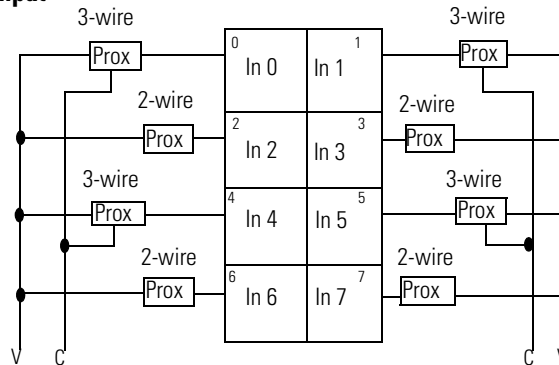 3-wire 3-wire
0 1
Prox In 0 In 1 Prox
2-wire 2-wire
2 3
Prox In 2 In 3 Prox
3-wire 3-wire
4 5
Prox In 4 In 5 Prox
2-wire 2-wire
6 7
Prox In 6 In 7 Prox
V C C